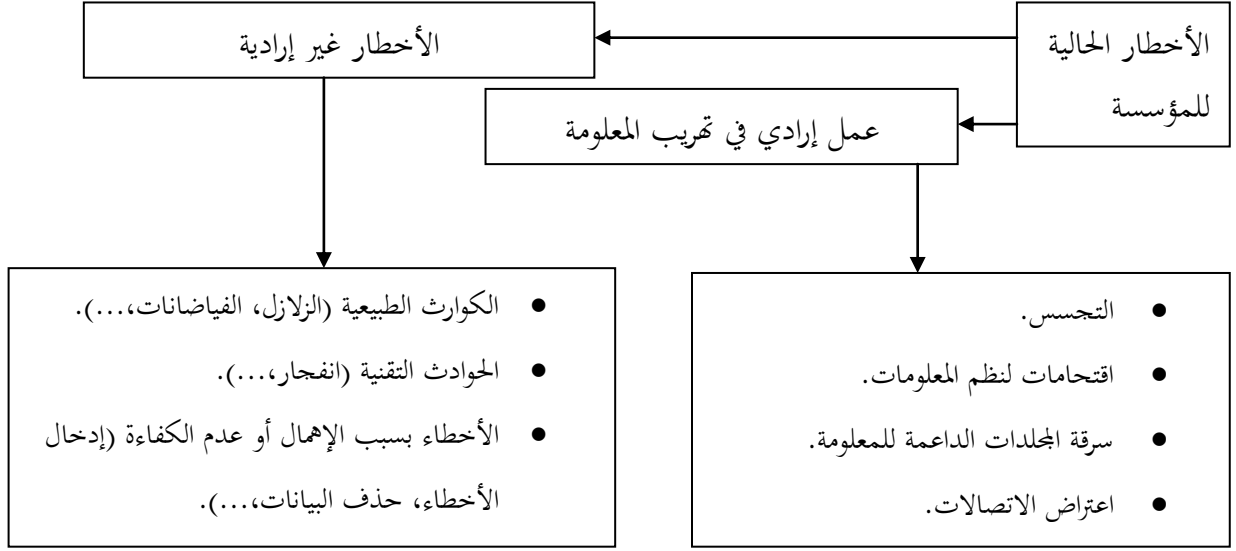 الأخطار الحالية
للمؤسسة
الأخطار غير إرادية
عمل إرادي في تهريب المعلومة
● التجسس.
● اقتحامات لنظم المعلومات.
● سرقة المجلدات الداعمة للمعلومة.
● اعتراض الاتصالات.
● الكوارث الطبيعية (الزلازل، الفياضانات،...).
● الحوادث التقنية (انفجار،...).
● الأخطاء بسبب الإهمال أو عدم الكفاءة (إدخال
الأخطاء، حذف البيانات،...).